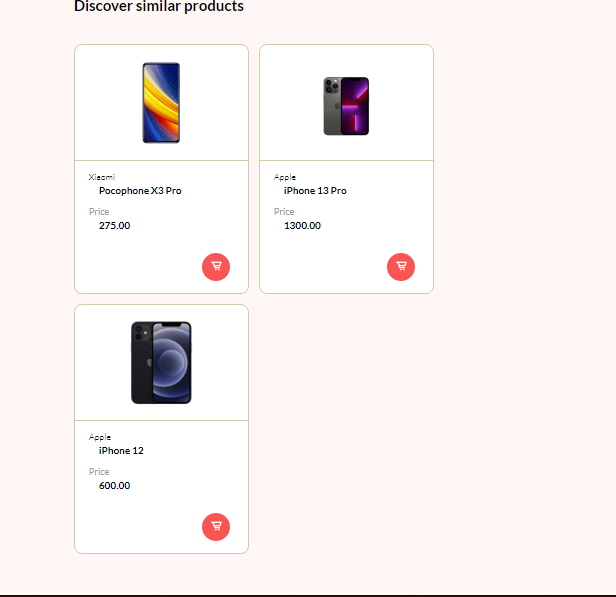 Discover similar products
Xiaomi
Pocophone X3 Pro
Price
275.00
Apple
iPhone 13 Pro
Price
1300.00
Apple
iPhone 12
Price
600.00